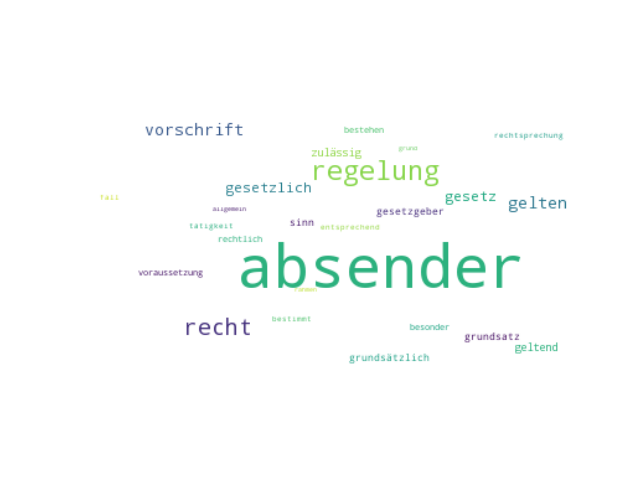 vorschrift
bestehen
rechtsprechung
grund
zulässig
regelung
gesetzlich
gesetz
gelten
fall
allgemein
gesetzgeber
sinn
tätigkeit
entsprechend
rechtlich
absender
voraussetzung
rahmen
recht
bestimmt
besonder
grundsatz
geltend
grundsätzlich